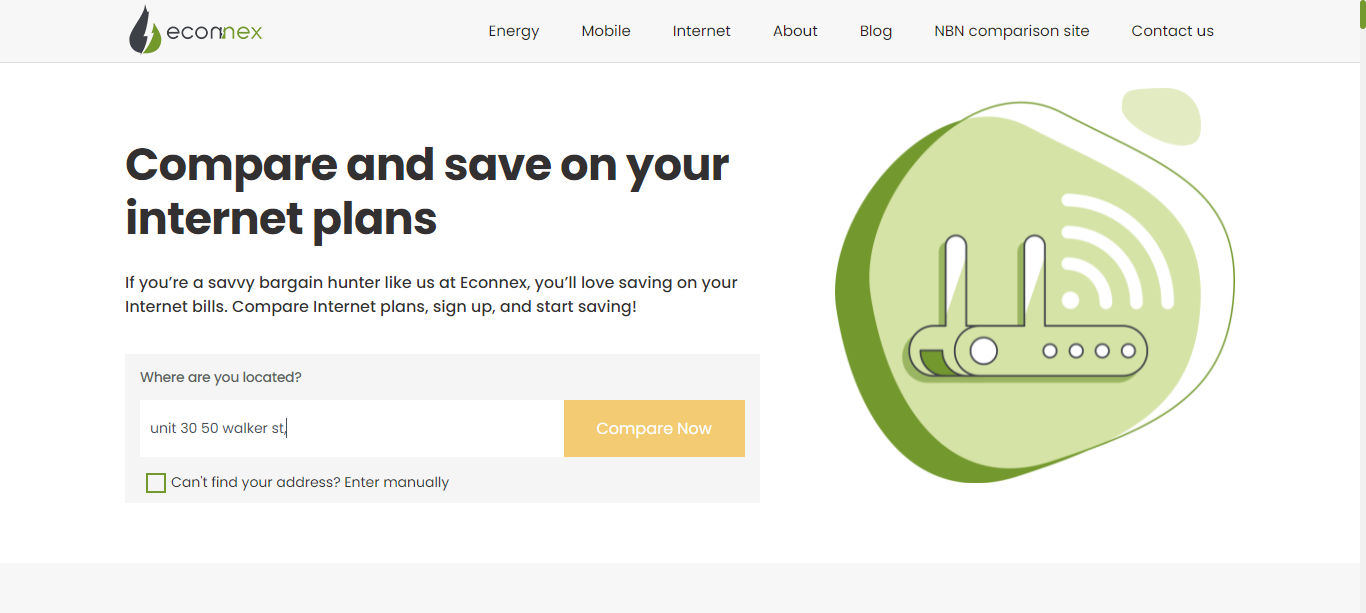 econnex
Energy
Mobile
Internet
About
Blog
NBN comparison site
Contact us
Compare and save on your
internet plans
If you’re a savvy bargain hunter like us at Econnex, you’ll love saving on your
Internet bills. Compare Internet plans, sign up, and start saving!
Where are you located?
unit 30 50 walker st,
Compare Now
Can't find your address? Enter manually